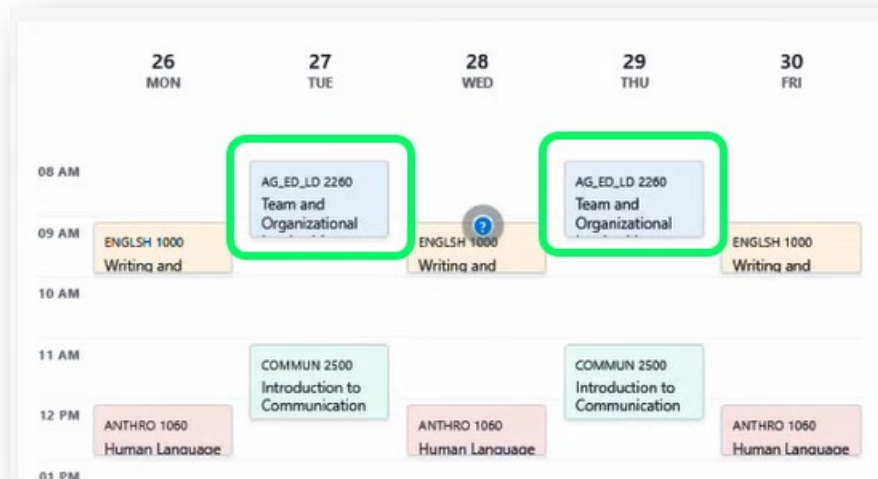 26 27 28 29 30
MON TUE WED THU FRI
08 AM
AG_ED_LD 2260 AG_ED_LD 2260
Team and Team and
Organizational Organizational
?
09 AM
ENGLSH 1000 ENGLSH 1000 ENGLSH 1000
Writing and Writing and Writing and
10 AM
11 AM
COMMUN 2500 COMMUN 2500
Introduction to Introduction to
Communication Communication
12 PM
ANTHRO 1060 ANTHRO 1060 ANTHRO 1060
Human Language Human Language Human Language
01 PM